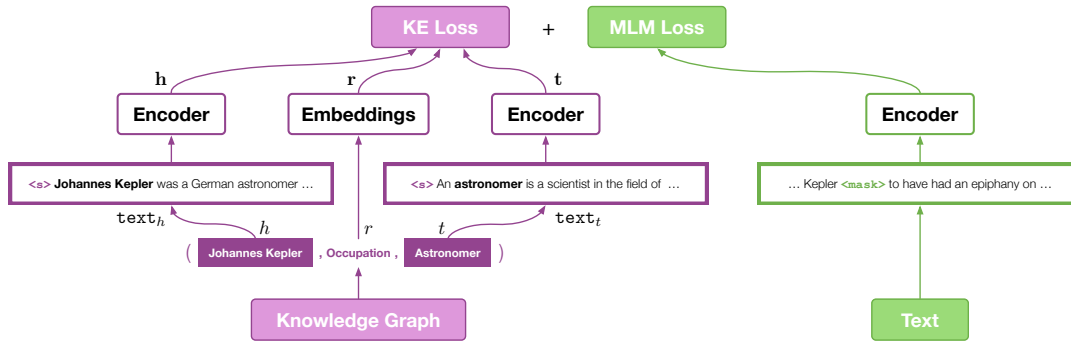 KE Loss + MLM Loss
h r t
Encoder Embeddings Encoder Encoder
<s> Johannes Kepler was a German astronomer ...
<s> An astronomer is a scientist in the field of ...
... Kepler <mask> to have had an epiphany on ...
text_h h r t text_t
( Johannes Kepler , Occupation , Astronomer )
Knowledge Graph Text